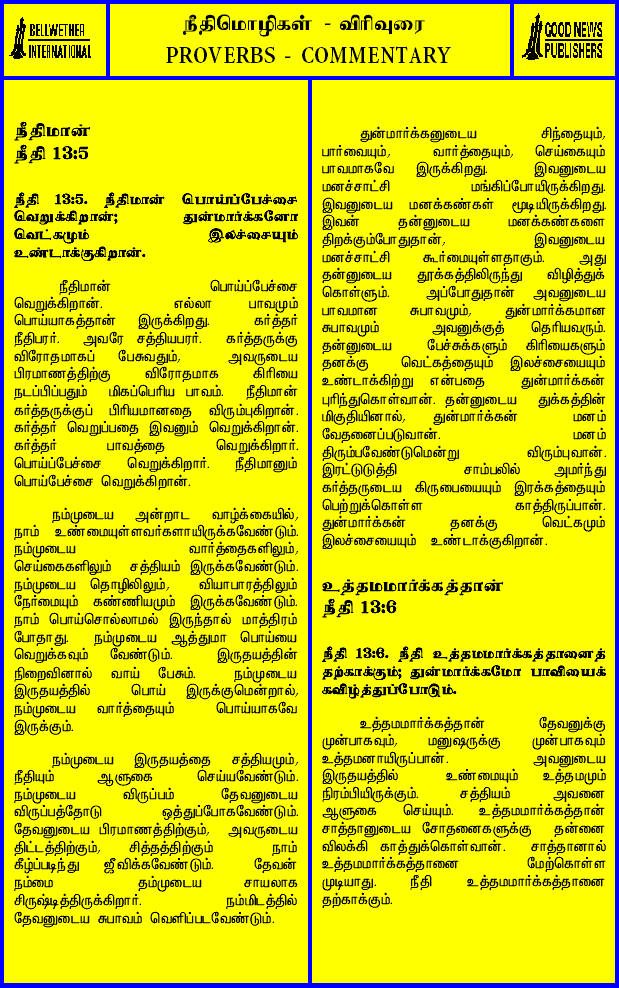 BELLWETHER
INTERNATIONAL
நீதிமொழிகள் - விரிவுரை
PROVERBS - COMMENTARY
GOOD NEWS
PUBLISHERS
நீதிமான்
நீதி 13:5
நீதி 13:5. நீதிமான் பொய்ப்பேச்சை
வெறுக்கிறான்; துன்மார்க்கனோ
வெட்கமும் இலச்சையும்
உண்டாக்குகிறான்.
நீதிமான் பொய்ப்பேச்சை
வெறுக்கிறான். எல்லா பாவமும்
பொய்யாகத்தான் இருக்கிறது. கர்த்தர்
நீதிபரர். அவரே சத்தியபரர். கர்த்தருக்கு
விரோதமாகப் பேசுவதும், அவருடைய
பிரமாணத்திற்கு விரோதமாக கிரியை
நடப்பிப்பதும் மிகப்பெரிய பாவம். நீதிமான்
கர்த்தருக்குப் பிரியமானதை விரும்புகிறான்.
கர்த்தர் வெறுப்பதை இவனும் வெறுக்கிறான்.
கர்த்தர் பாவத்தை வெறுக்கிறார்.
பொய்ப்பேச்சை வெறுக்கிறார். நீதிமானும்
பொய்பேச்சை வெறுக்கிறான்.
நம்முடைய அன்றாட வாழ்க்கையில்,
நாம் உண்மையுள்ளவர்களாயிருக்கவேண்டும்.
நம்முடைய வார்த்தைகளிலும்,
செய்கைகளிலும் சத்தியம் இருக்கவேண்டும்.
நம்முடைய தொழிலிலும், வியாபாரத்திலும்
நேர்மையும் கண்ணியமும் இருக்கவேண்டும்.
நாம் பொய்சொல்லாமல் இருந்தால் மாத்திரம்
போதாது. நம்முடைய ஆத்துமா பொய்யை
வெறுக்கவும் வேண்டும். இருதயத்தின்
நிறைவினால் வாய் பேசும். நம்முடைய
இருதயத்தில் பொய் இருக்குமென்றால்,
நம்முடைய வார்த்தையும் பொய்யாகவே
இருக்கும்.
நம்முடைய இருதயத்தை சத்தியமும்,
நீதியும் ஆளுகை செய்யவேண்டும்.
நம்முடைய விருப்பம் தேவனுடைய
விருப்பத்தோடு ஒத்துப்போகவேண்டும்.
தேவனுடைய பிரமாணத்திற்கும், அவருடைய
திட்டத்திற்கும், சித்தத்திற்கும் நாம்
கீழ்ப்படிந்து ஜீவிக்கவேண்டும். தேவன்
நம்மை தம்முடைய சாயலாக
சிருஷ்டித்திருக்கிறார். நம்மிடத்தில்
தேவனுடைய சுபாவம் வெளிப்படவேண்டும்.
துன்மார்க்கனுடைய சிந்தையும்,
பார்வையும், வார்த்தையும், செய்கையும்
பாவமாகவே இருக்கிறது. இவனுடைய
மனச்சாட்சி மங்கிப்போயிருக்கிறது.
இவனுடைய மனக்கண்கள் மூடியிருக்கிறது.
இவன் தன்னுடைய மனக்கண்களை
திறக்கும்போதுதான், இவனுடைய
மனச்சாட்சி கூர்மையுள்ளதாகும். அது
தன்னுடைய தூக்கத்திலிருந்து விழித்துக்
கொள்ளும். அப்போதுதான் அவனுடைய
பாவமான சுபாவமும், துன்மார்க்கமான
சுபாவமும் அவனுக்குத் தெரியவரும்.
தன்னுடைய பேச்சுக்களும் கிரியைகளும்
தனக்கு வெட்கத்தையும் இலச்சையையும்
உண்டாக்கிற்று என்பதை துன்மார்க்கன்
புரிந்துகொள்வான். தன்னுடைய துக்கத்தின்
மிகுதியினால், துன்மார்க்கன் மனம்
வேதனைப்படுவான். மனம்
திரும்பவேண்டுமென்று விரும்புவான்.
இரட்டுடுத்தி சாம்பலில் அமர்ந்து
கர்த்தருடைய கிருபையையும் இரக்கத்தையும்
பெற்றுக்கொள்ள காத்திருப்பான்.
துன்மார்க்கன் தனக்கு வெட்கமும்
இலச்சையையும் உண்டாக்குகிறான்.
உத்தமமார்க்கத்தான்
நீதி 13:6
நீதி 13:6. நீதி உத்தமமார்க்கத்தானைத்
தற்காக்கும்; துன்மார்க்கமோ பாவியைக்
கவிழ்த்துப்போடும்.
உத்தமமார்க்கத்தான் தேவனுக்கு
முன்பாகவும், மனுஷருக்கு முன்பாகவும்
உத்தமனாயிருப்பான். அவனுடைய
இருதயத்தில் உண்மையும் உத்தமமும்
நிரம்பியிருக்கும். சத்தியம் அவனை
ஆளுகை செய்யும். உத்தமமார்க்கத்தான்
சாத்தானுடைய சோதனைகளுக்கு தன்னை
விலக்கி காத்துக்கொள்வான். சாத்தானால்
உத்தமமார்க்கத்தானை மேற்கொள்ள
முடியாது. நீதி உத்தமமார்க்கத்தானை
தற்காக்கும்.